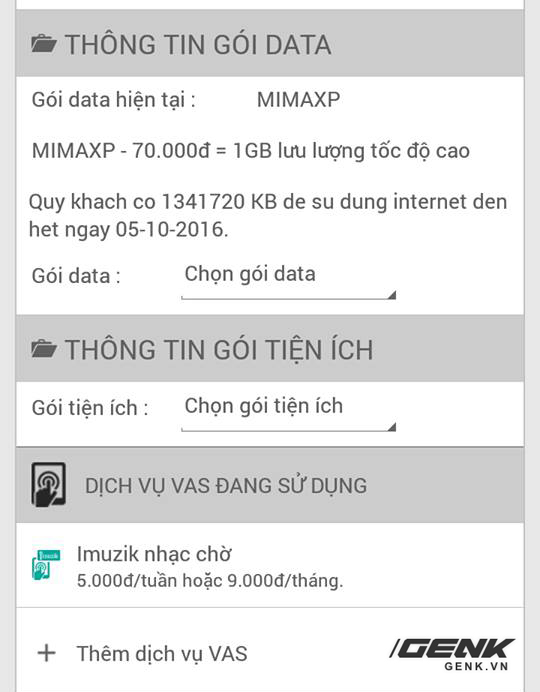 THÔNG TIN GÓI DATA
Gói data hiện tại : MIMAXP
MIMAXP - 70.000đ = 1GB lưu lượng tốc độ cao
Quy khach co 1341720 KB de su dung internet den
het ngay 05-10-2016.
Gói data : Chọn gói data
THÔNG TIN GÓI TIỆN ÍCH
Gói tiện ích : Chọn gói tiện ích
DỊCH VỤ VAS ĐANG SỬ DỤNG
imuzik
Imuzik nhạc chờ
5.000đ/tuần hoặc 9.000đ/tháng.
+ Thêm dịch vụ VAS
GENK
GENK.VN